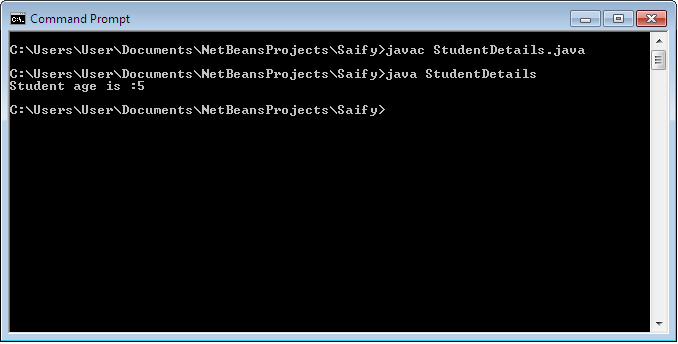 Command Prompt
C:\Users\User\Documents\NetBeansProjects\Saify>javac StudentDetails.java
C:\Users\User\Documents\NetBeansProjects\Saify>java StudentDetails
Student age is :5
C:\Users\User\Documents\NetBeansProjects\Saify>